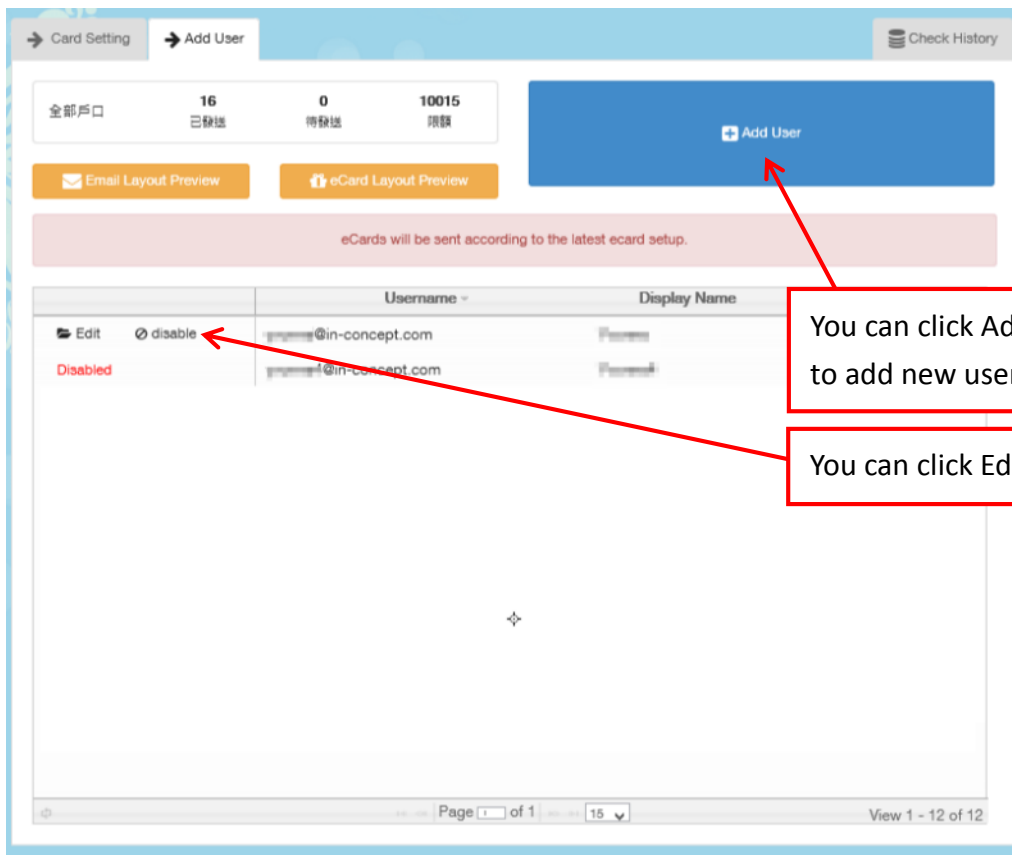 Card Setting
Add User
Check History
全部戶口
16
已發送
0
待發送
10015
限額
Add User
Email Layout Preview
eCard Layout Preview
eCards will be sent according to the latest ecard setup.
Username
Display Name
Edit disable @in-concept.com
Disabled @in-concept.com
You can click Ad
to add new user
You can click Ed
Page of 1 15
View 1 - 12 of 12